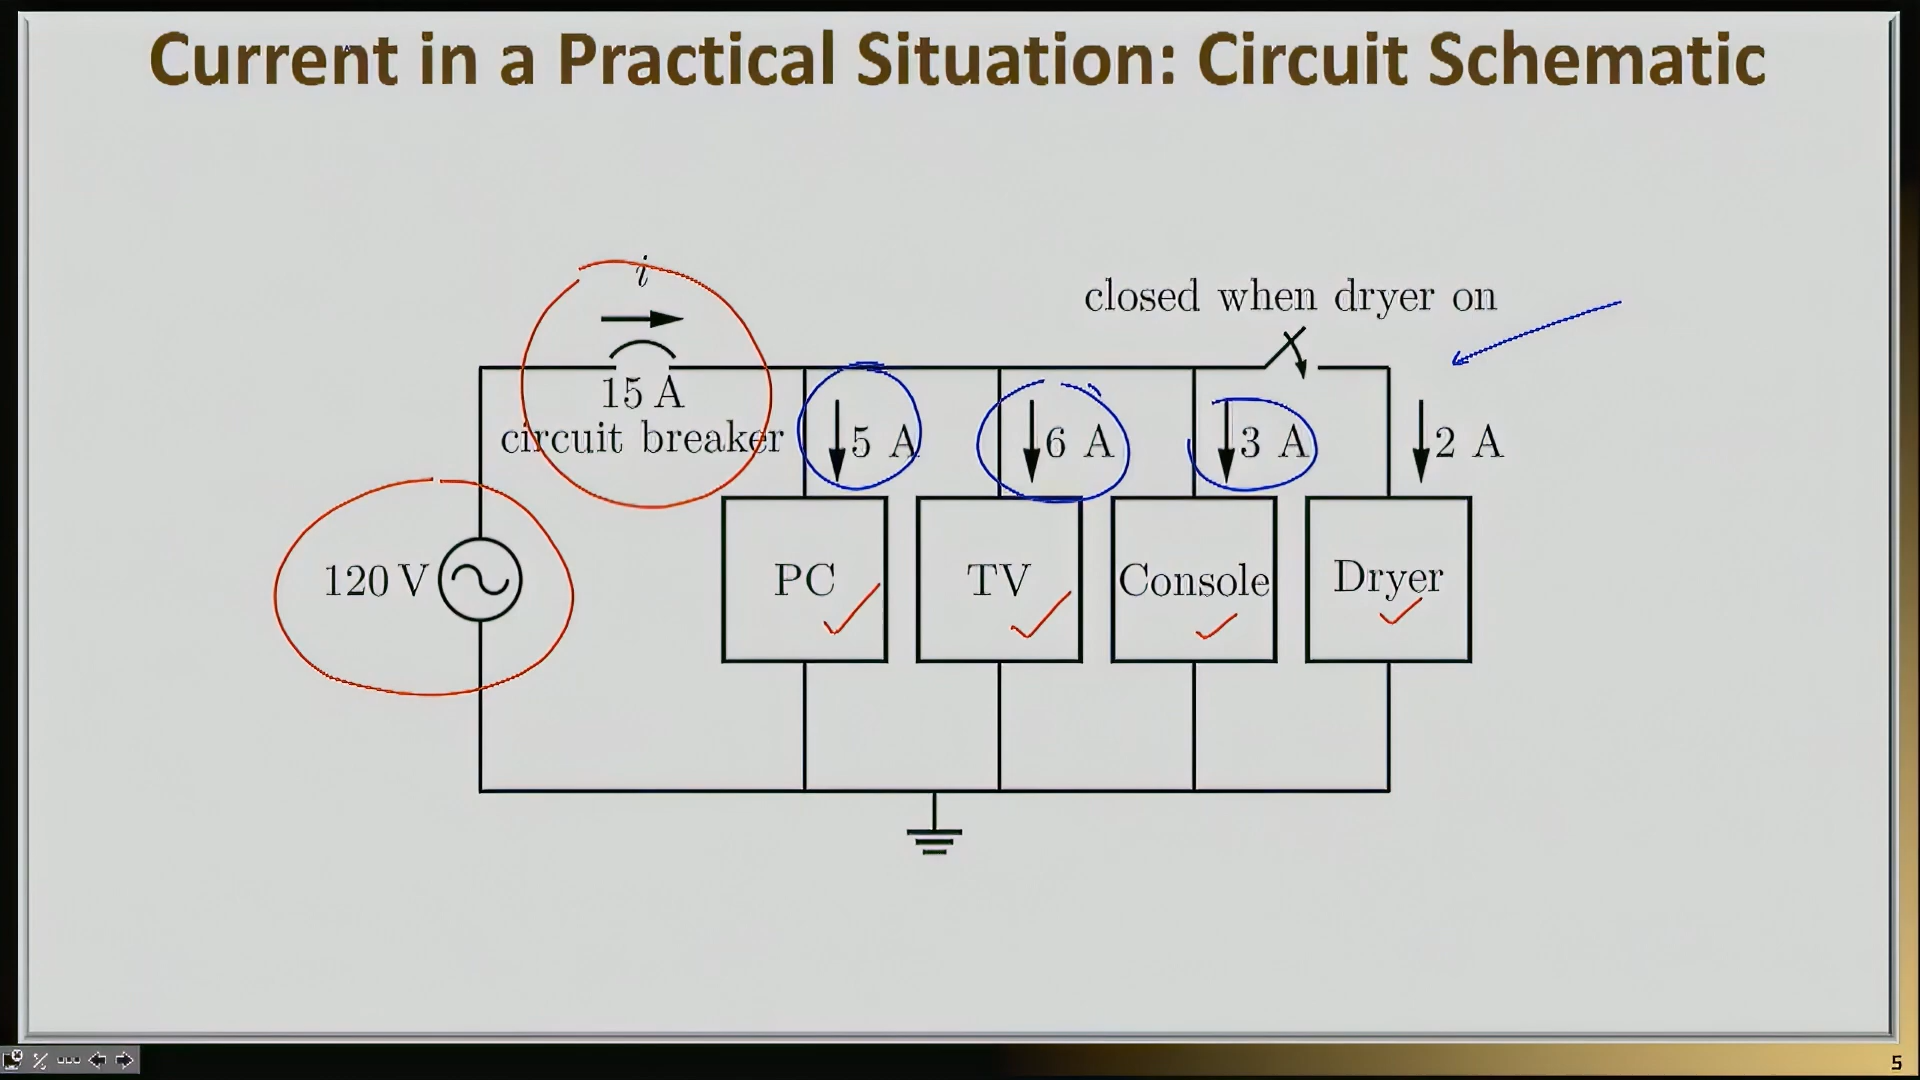 Current in a Practical Situation: Circuit Schematic
i
closed when dryer on
15 A
circuit breaker
5 A
6 A
3 A
2 A
120 V
PC
TV
Console
Dryer
5